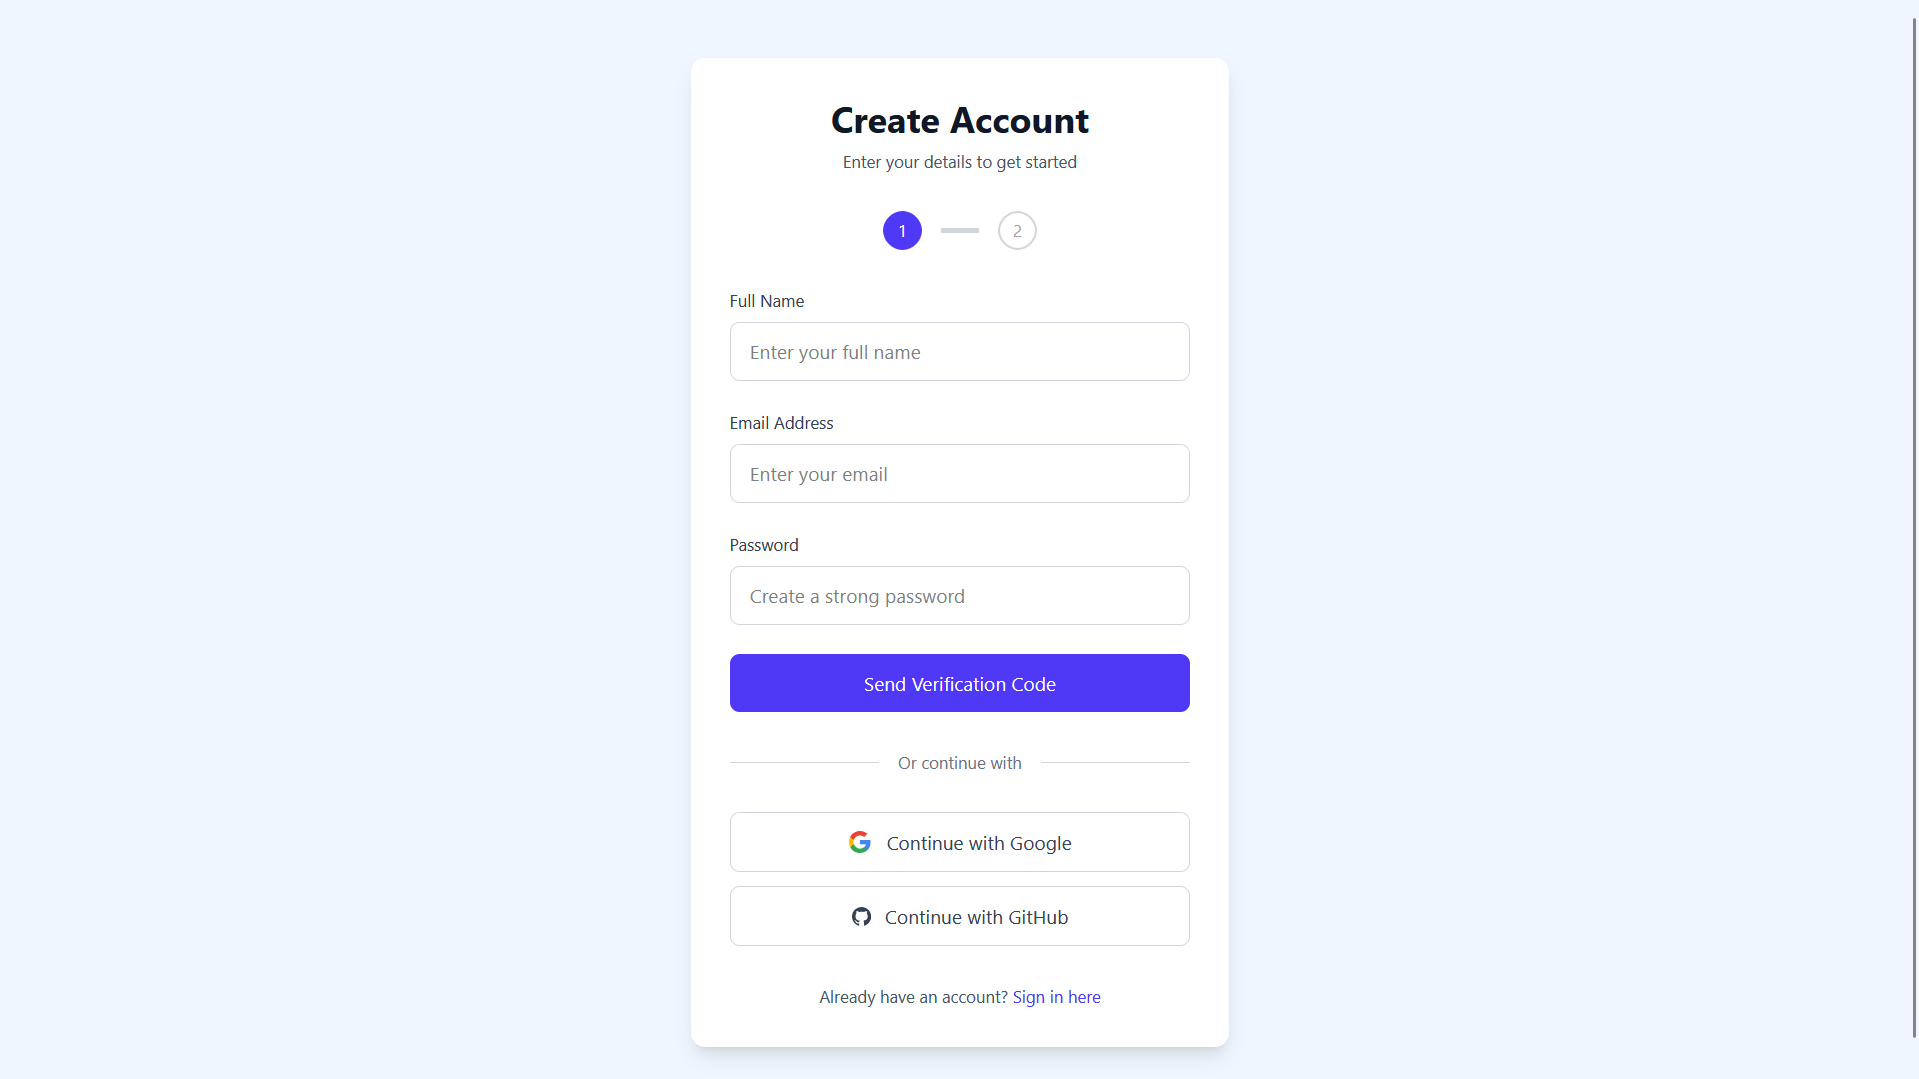 Create Account
Enter your details to get started
1
2
Full Name
Enter your full name
Email Address
Enter your email
Password
Create a strong password
Send Verification Code
Or continue with
Continue with Google
Continue with GitHub
Already have an account? Sign in here